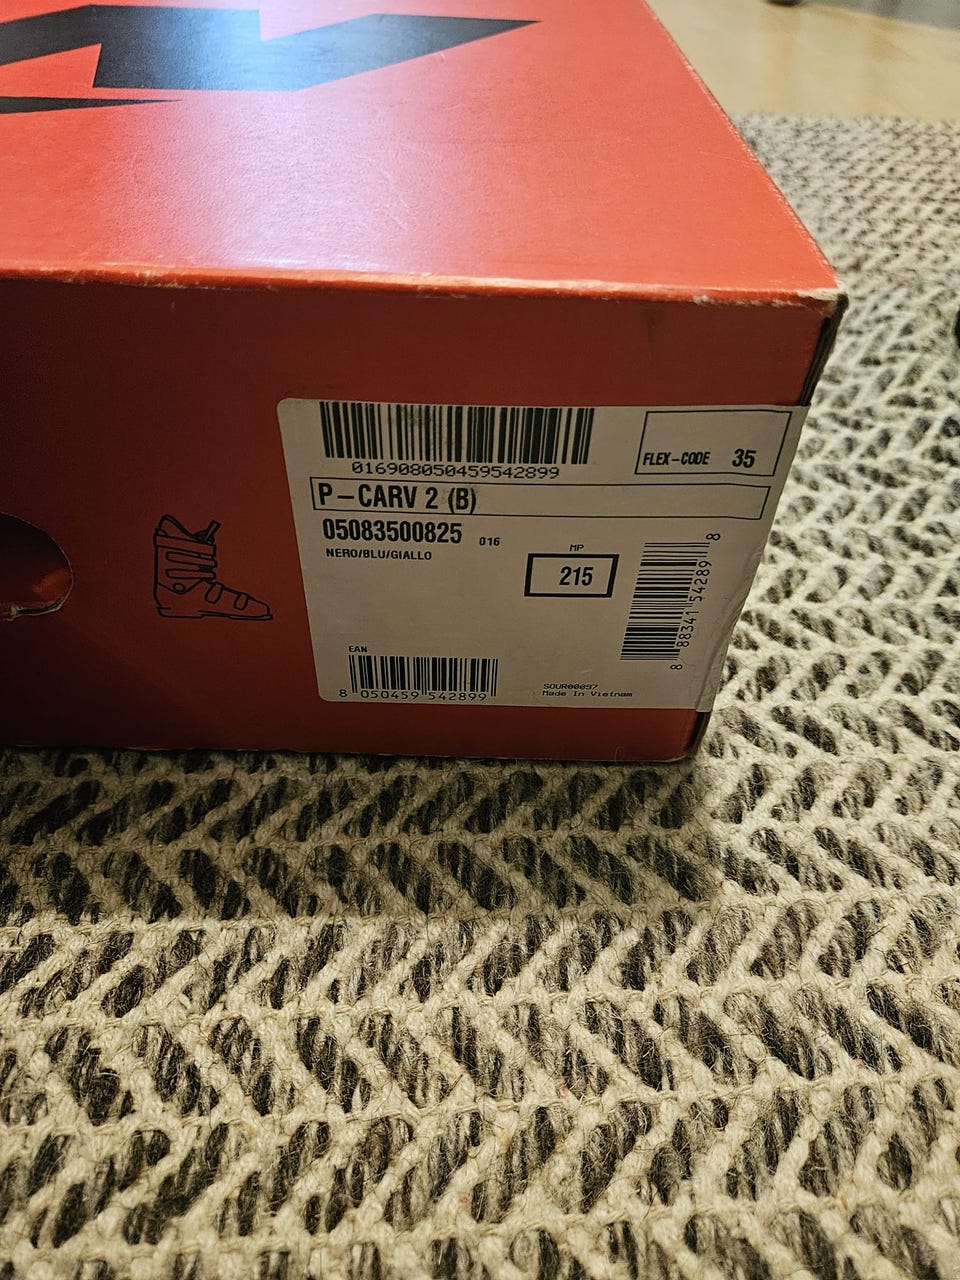 016908050459542899
FLEX-CODE 35
P-CARV 2 (B)
05083500825 016
NERO/BLU/GIALLO
MP
215
8 88341 54289 8
EAN
8 050459 542899
SOUR00097
Made In Vietnam